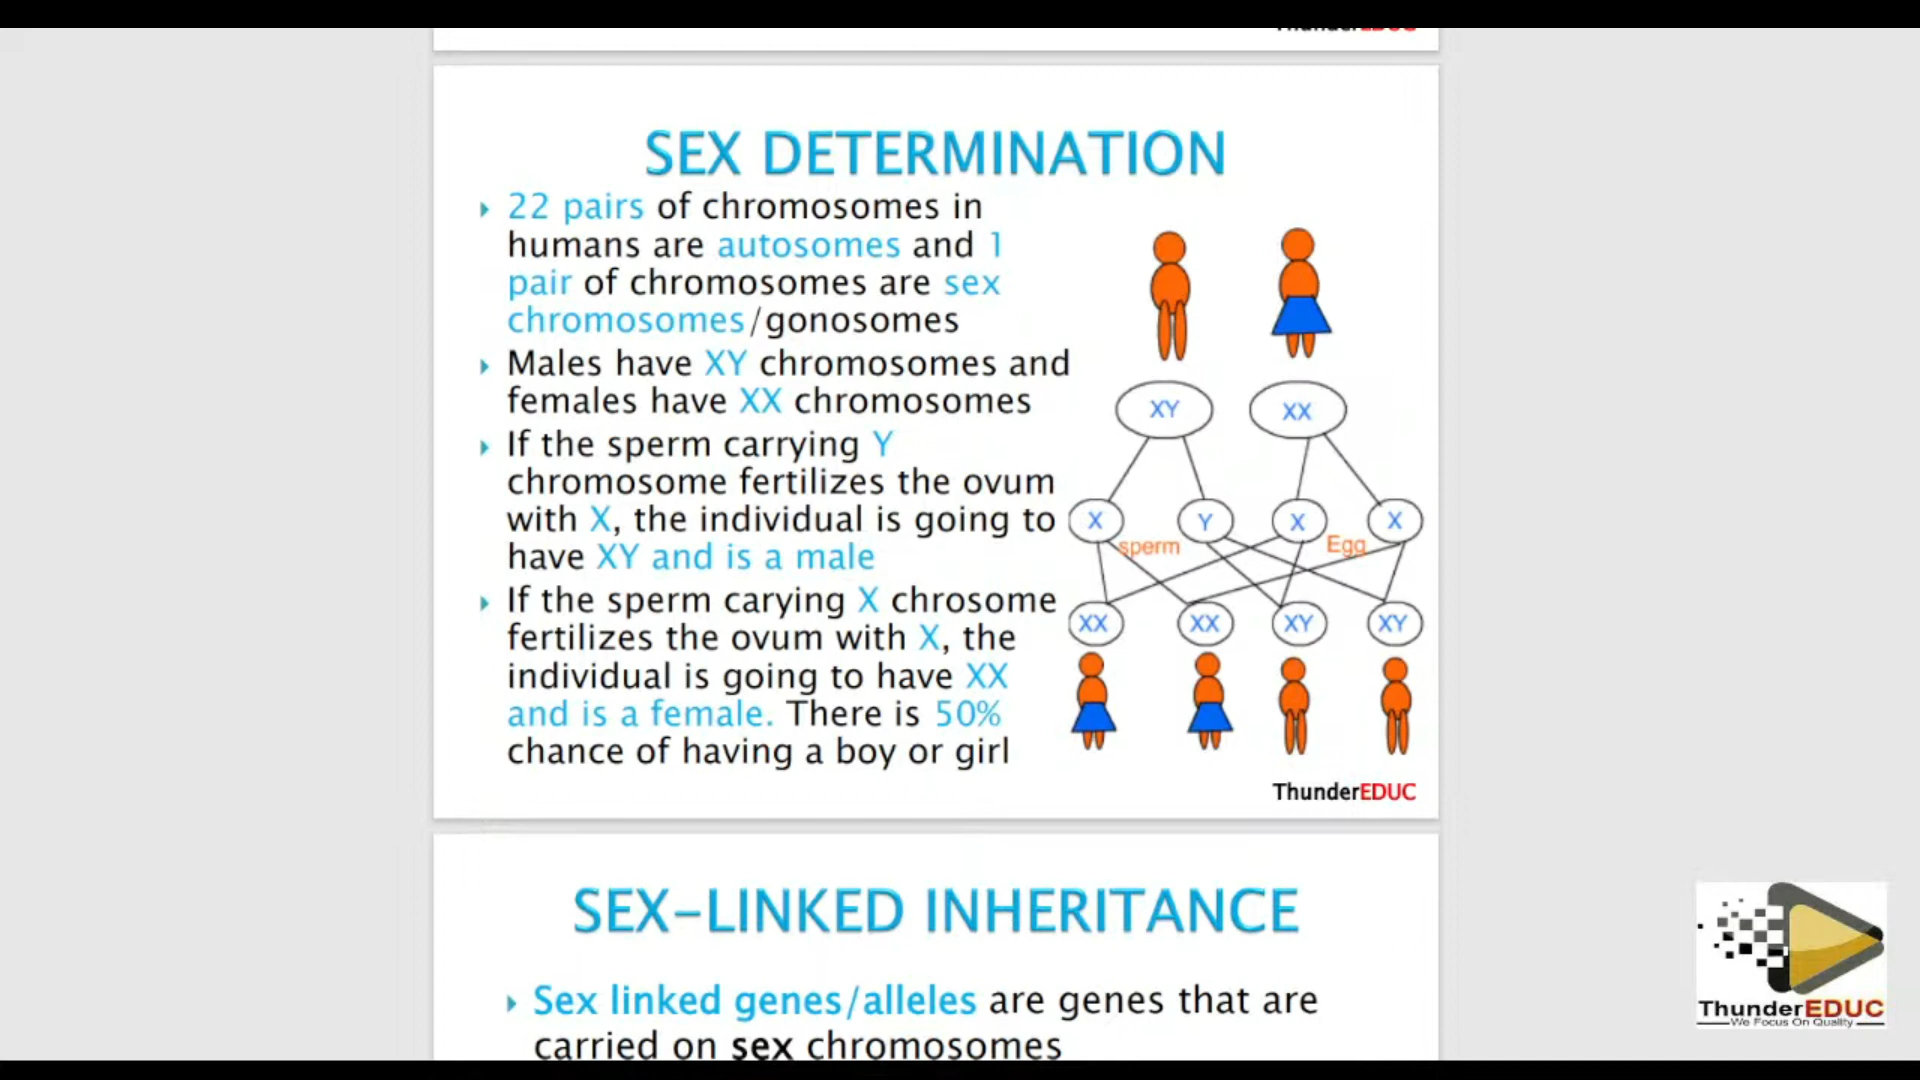 SEX DETERMINATION
22 pairs of chromosomes in
humans are autosomes and 1
pair of chromosomes are sex
chromosomes/gonosomes
Males have XY chromosomes and
females have XX chromosomes
If the sperm carrying Y
chromosome fertilizes the ovum
with X, the individual is going to
have XY and is a male
If the sperm carying X chrosome
fertilizes the ovum with X, the
individual is going to have XX
and is a female. There is 50%
chance of having a boy or girl
XY XX
X Y X X
sperm Egg
XX XX XY XY
ThunderEDUC
SEX-LINKED INHERITANCE
Sex linked genes/alleles are genes that are
carried on sex chromosomes
ThunderEDUC
We Focus On Quality